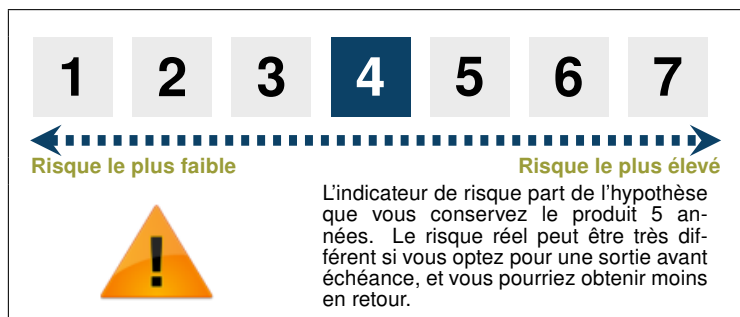 1 2 3 4 5 6 7
Risque le plus faible Risque le plus élevé
L'indicateur de risque part de l'hypothèse
que vous conservez le produit 5 an-
nées. Le risque réel peut être très dif-
férent si vous optez pour une sortie avant
échéance, et vous pourriez obtenir moins
en retour.